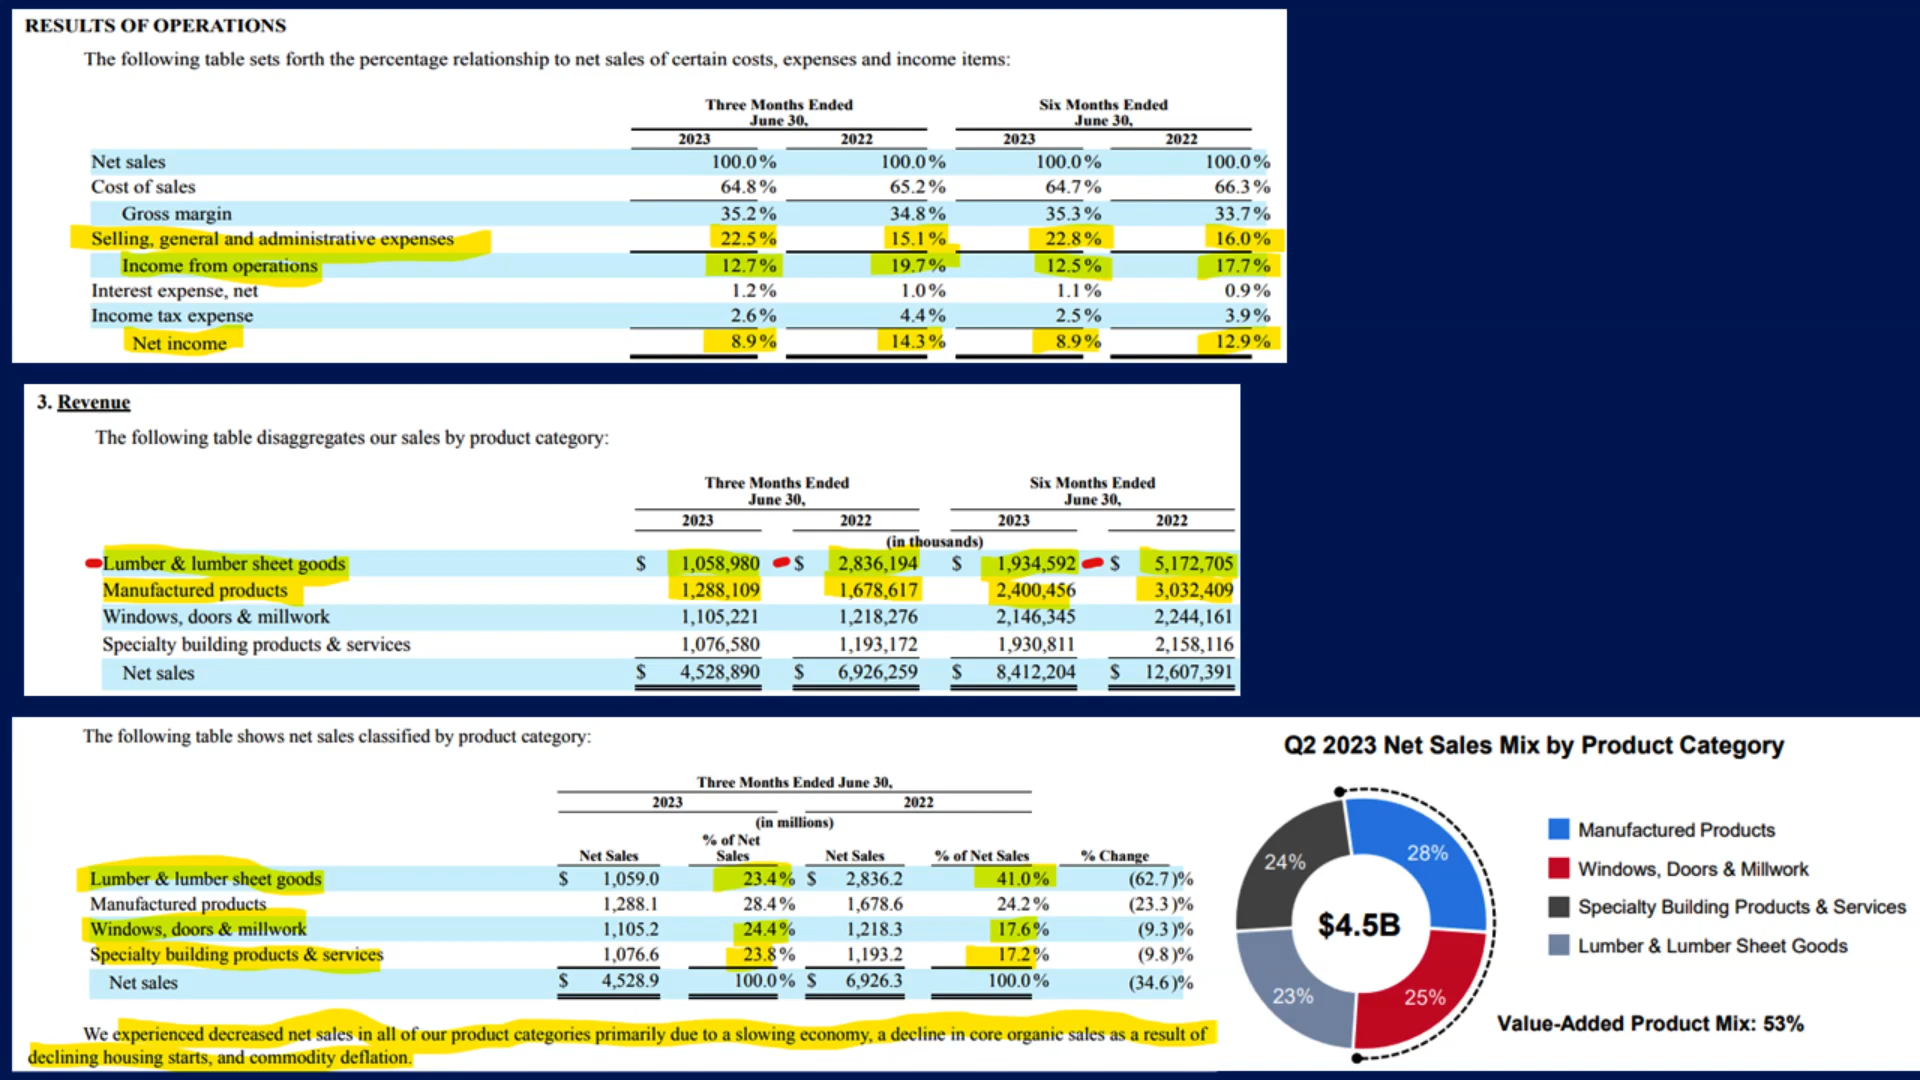 RESULTS OF OPERATIONS
The following table sets forth the percentage relationship to net sales of certain costs, expenses and income items:
Three Months Ended June 30, Six Months Ended June 30,
2023 2022 2023 2022
Net sales 100.0% 100.0% 100.0% 100.0%
Cost of sales 64.8% 65.2% 64.7% 66.3%
Gross margin 35.2% 34.8% 35.3% 33.7%
Selling, general and administrative expenses 22.5% 15.1% 22.8% 16.0%
Income from operations 12.7% 19.7% 12.5% 17.7%
Interest expense, net 1.2% 1.0% 1.1% 0.9%
Income tax expense 2.6% 4.4% 2.5% 3.9%
Net income 8.9% 14.3% 8.9% 12.9%
3. Revenue
The following table disaggregates our sales by product category:
Three Months Ended June 30, Six Months Ended June 30,
2023 2022 2023 2022
(in thousands)
Lumber & lumber sheet goods $ 1,058,980 $ 2,836,194 $ 1,934,592 $ 5,172,705
Manufactured products 1,288,109 1,678,617 2,400,456 3,032,409
Windows, doors & millwork 1,105,221 1,218,276 2,146,345 2,244,161
Specialty building products & services 1,076,580 1,193,172 1,930,811 2,158,116
Net sales $ 4,528,890 $ 6,926,259 $ 8,412,204 $ 12,607,391
The following table shows net sales classified by product category:
Three Months Ended June 30,
2023 2022
(in millions)
Net Sales % of Net Sales Net Sales % of Net Sales % Change
Lumber & lumber sheet goods $ 1,059.0 23.4% $ 2,836.2 41.0% (62.7)%
Manufactured products 1,288.1 28.4% 1,678.6 24.2% (23.3)%
Windows, doors & millwork 1,105.2 24.4% 1,218.3 17.6% (9.3)%
Specialty building products & services 1,076.6 23.8% 1,193.2 17.2% (9.8)%
Net sales $ 4,528.9 100.0% $ 6,926.3 100.0% (34.6)%
We experienced decreased net sales in all of our product categories primarily due to a slowing economy, a decline in core organic sales as a result of
declining housing starts, and commodity deflation.
Q2 2023 Net Sales Mix by Product Category
24%
28%
$4.5B
23%
25%
Manufactured Products
Windows, Doors & Millwork
Specialty Building Products & Services
Lumber & Lumber Sheet Goods
Value-Added Product Mix: 53%